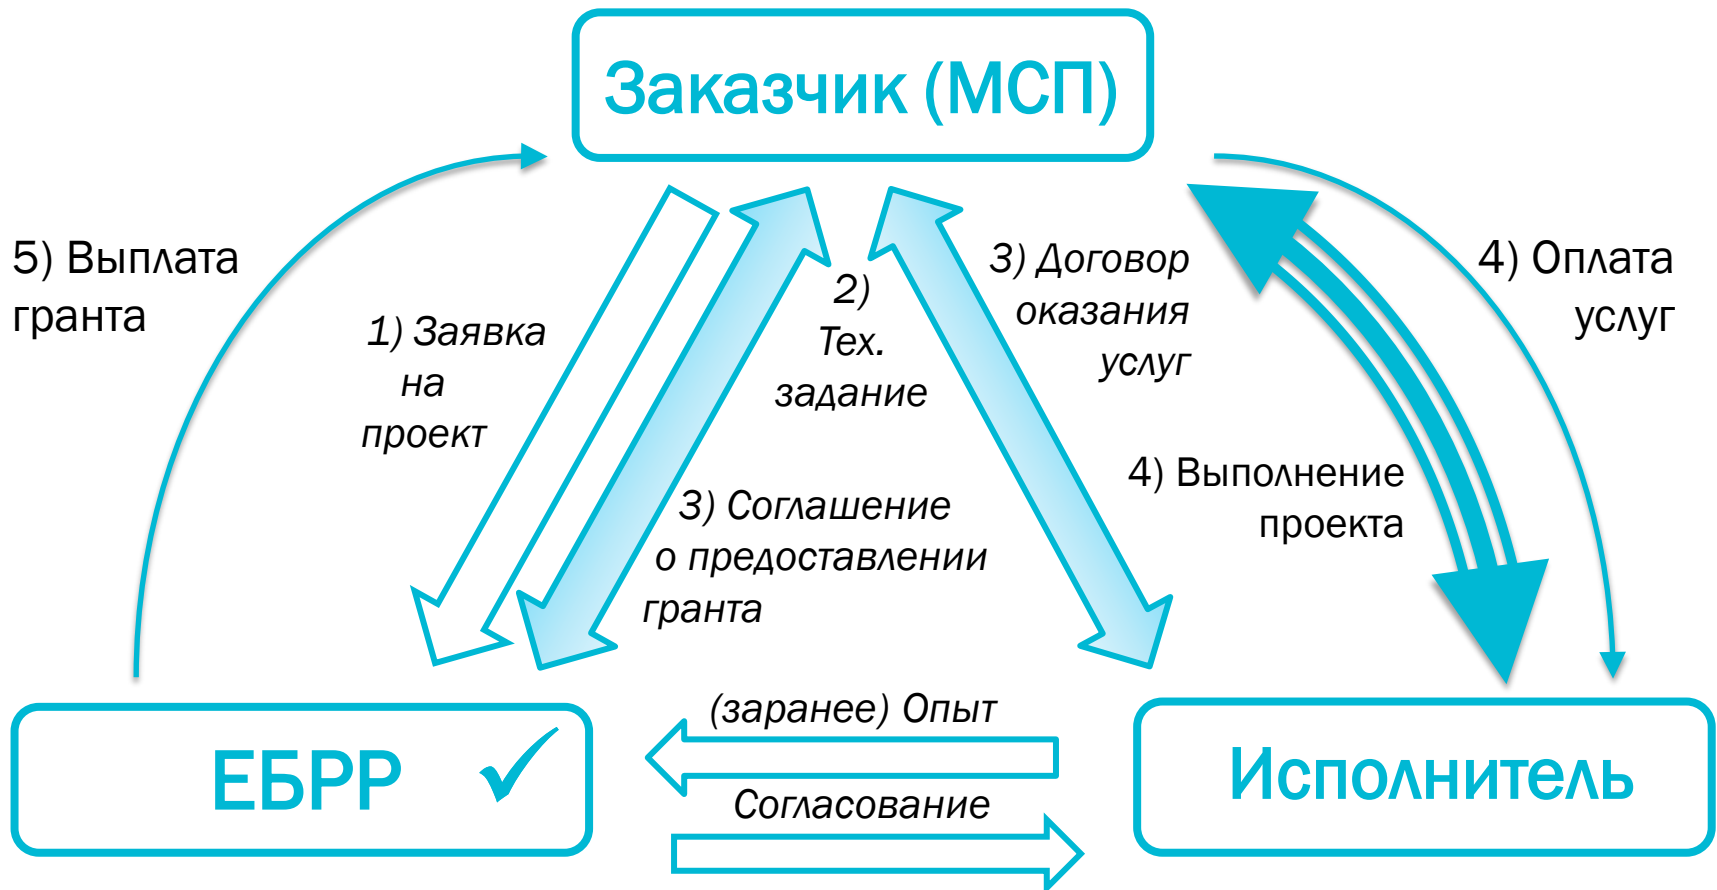 Заказчик (МСП)
5) Выплата
гранта
1) Заявка
на
проект
2)
Тех.
задание
3) Договор
оказания
услуг
4) Оплата
услуг
3) Соглашение
о предоставлении
гранта
4) Выполнение
проекта
(заранее) Опыт
ЕБРР
Согласование
Исполнитель